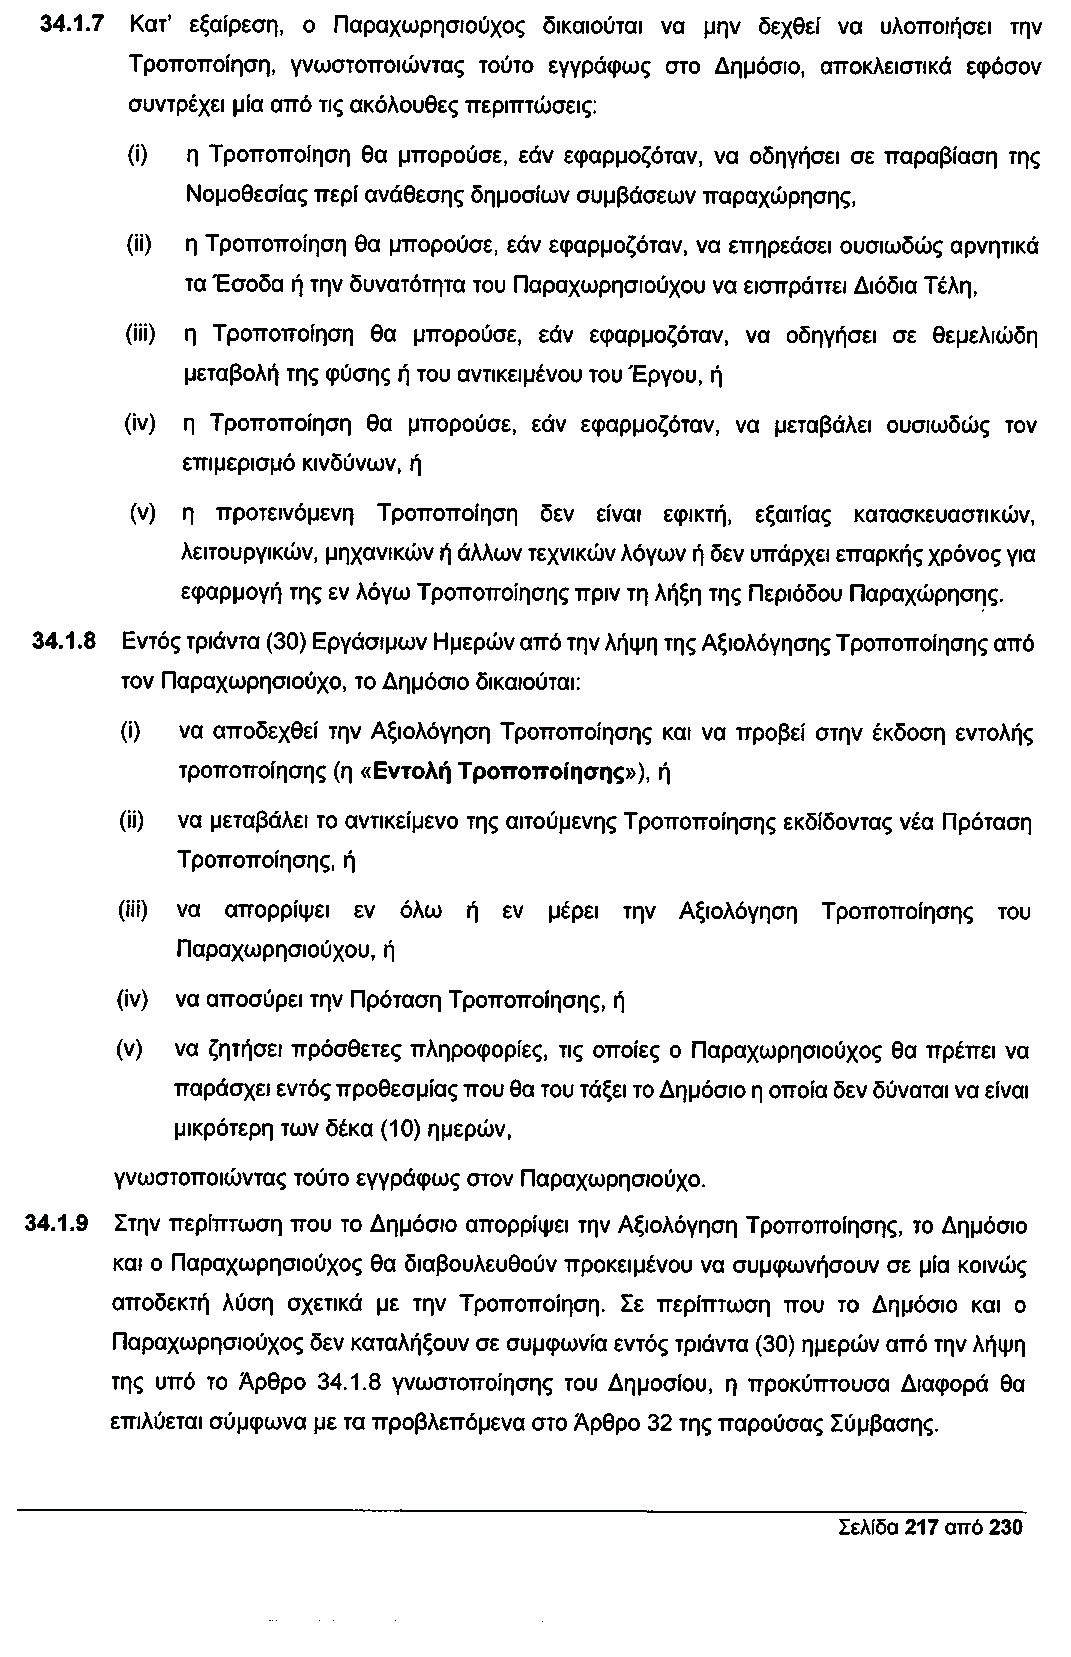 34.1.7 Κατ’ εξαίρεση, ο Παραχωρησιούχος δικαιούται να μην δεχθεί να υλοποιήσει την
Τροποποίηση, γνωστοποιώντας τούτο εγγράφως στο Δημόσιο, αποκλειστικά εφόσον
συντρέχει μία από τις ακόλουθες περιπτώσεις:
(i) η Τροποποίηση θα μπορούσε, εάν εφαρμοζόταν, να οδηγήσει σε παραβίαση της
Νομοθεσίας περί ανάθεσης δημοσίων συμβάσεων παραχώρησης,
(ii) η Τροποποίηση θα μπορούσε, εάν εφαρμοζόταν, να επηρεάσει ουσιωδώς αρνητικά
τα Έσοδα ή την δυνατότητα του Παραχωρησιούχου να εισπράττει Διόδια Τέλη,
(iii) η Τροποποίηση θα μπορούσε, εάν εφαρμοζόταν, να οδηγήσει σε θεμελιώδη
μεταβολή της φύσης ή του αντικειμένου του Έργου, ή
(iv) η Τροποποίηση θα μπορούσε, εάν εφαρμοζόταν, να μεταβάλει ουσιωδώς τον
επιμερισμό κινδύνων, ή
(v) η προτεινόμενη Τροποποίηση δεν είναι εφικτή, εξαιτίας κατασκευαστικών,
λειτουργικών, μηχανικών ή άλλων τεχνικών λόγων ή δεν υπάρχει επαρκής χρόνος για
εφαρμογή της εν λόγω Τροποποίησης πριν τη λήξη της Περιόδου Παραχώρησης.
34.1.8 Εντός τριάντα (30) Εργάσιμων Ημερών από την λήψη της Αξιολόγησης Τροποποίησης από
τον Παραχωρησιούχο, το Δημόσιο δικαιούται:
(i) να αποδεχθεί την Αξιολόγηση Τροποποίησης και να προβεί στην έκδοση εντολής
τροποποίησης (η «Εντολή Τροποποίησης»), ή
(ii) να μεταβάλει το αντικείμενο της αιτούμενης Τροποποίησης εκδίδοντας νέα Πρόταση
Τροποποίησης, ή
(iii) να απορρίψει εν όλω ή εν μέρει την Αξιολόγηση Τροποποίησης του
Παραχωρησιούχου, ή
(iv) να αποσύρει την Πρόταση Τροποποίησης, ή
(v) να ζητήσει πρόσθετες πληροφορίες, τις οποίες ο Παραχωρησιούχος θα πρέπει να
παράσχει εντός προθεσμίας που θα του τάξει το Δημόσιο η οποία δεν δύναται να είναι
μικρότερη των δέκα (10) ημερών,
γνωστοποιώντας τούτο εγγράφως στον Παραχωρησιούχο.
34.1.9 Στην περίπτωση που το Δημόσιο απορρίψει την Αξιολόγηση Τροποποίησης, το Δημόσιο
και ο Παραχωρησιούχος θα διαβουλευθούν προκειμένου να συμφωνήσουν σε μία κοινώς
αποδεκτή λύση σχετικά με την Τροποποίηση. Σε περίπτωση που το Δημόσιο και ο
Παραχωρησιούχος δεν καταλήξουν σε συμφωνία εντός τριάντα (30) ημερών από την λήψη
της υπό το Άρθρο 34.1.8 γνωστοποίησης του Δημοσίου, η προκύπτουσα Διαφορά θα
επιλύεται σύμφωνα με τα προβλεπόμενα στο Άρθρο 32 της παρούσας Σύμβασης.
Σελίδα 217 από 230